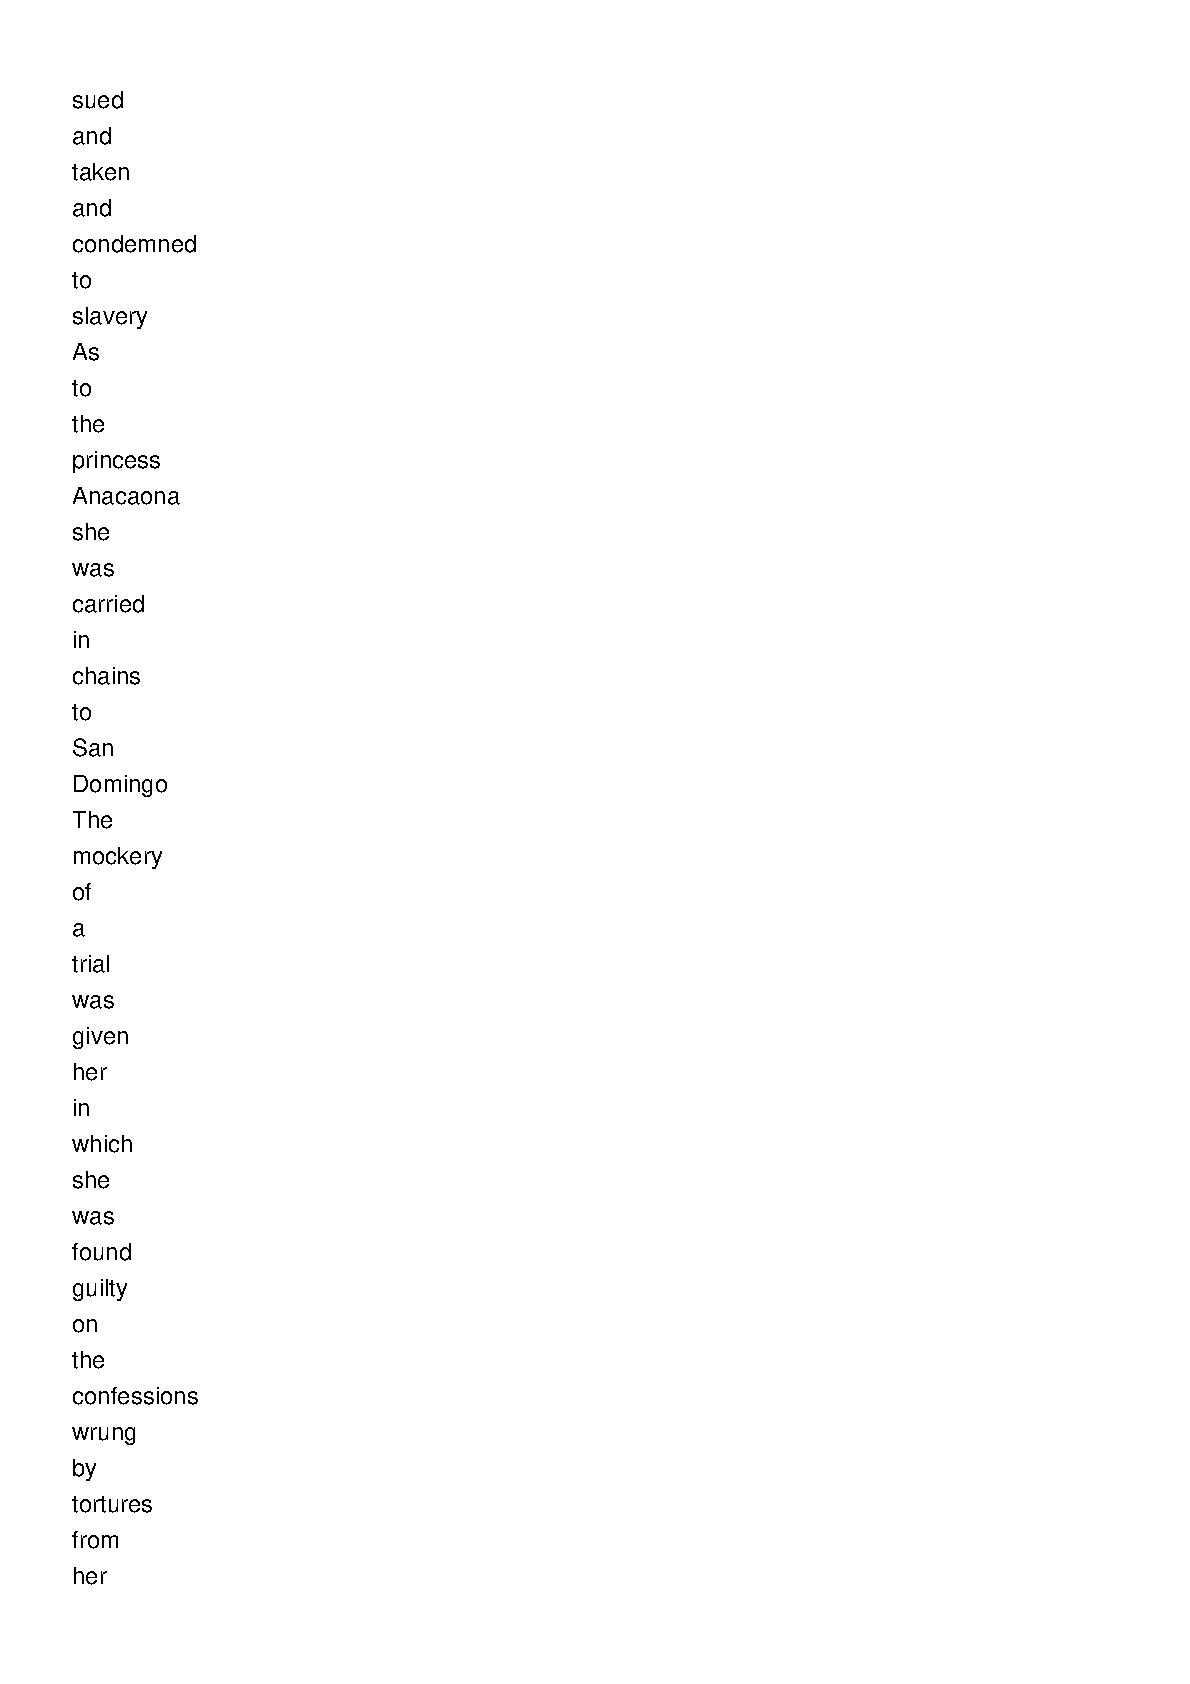 sued
and
taken
and
condemned
to
slavery
As
to
the
princess
Anacaona
she
was
carried
in
chains
to
San
Domingo
The
mockery
of
a
trial
was
given
her
in
which
she
was
found
guilty
on
the
confessions
wrung
by
tortures
from
her